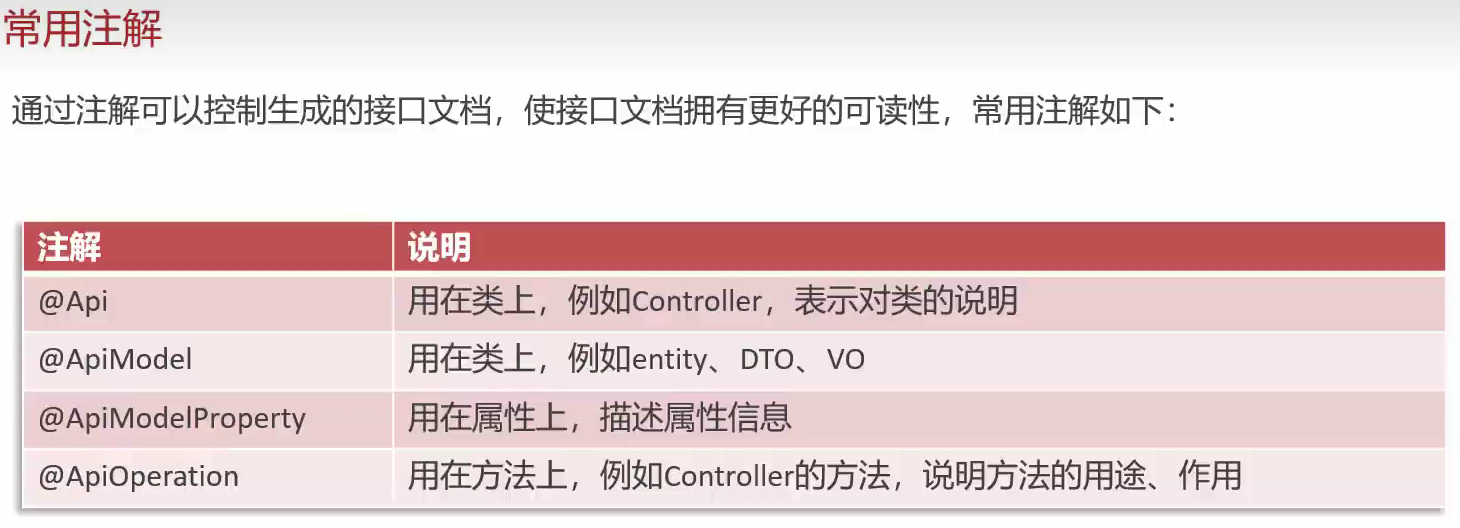 常用注解
通过注解可以控制生成的接口文档，使接口文档拥有更好的可读性，常用注解如下：
注解 说明
@Api 用在类上，例如Controller，表示对类的说明
@ApiModel 用在类上，例如entity、DTO、VO
@ApiModelProperty 用在属性上，描述属性信息
@ApiOperation 用在方法上，例如Controller的方法，说明方法的用途、作用